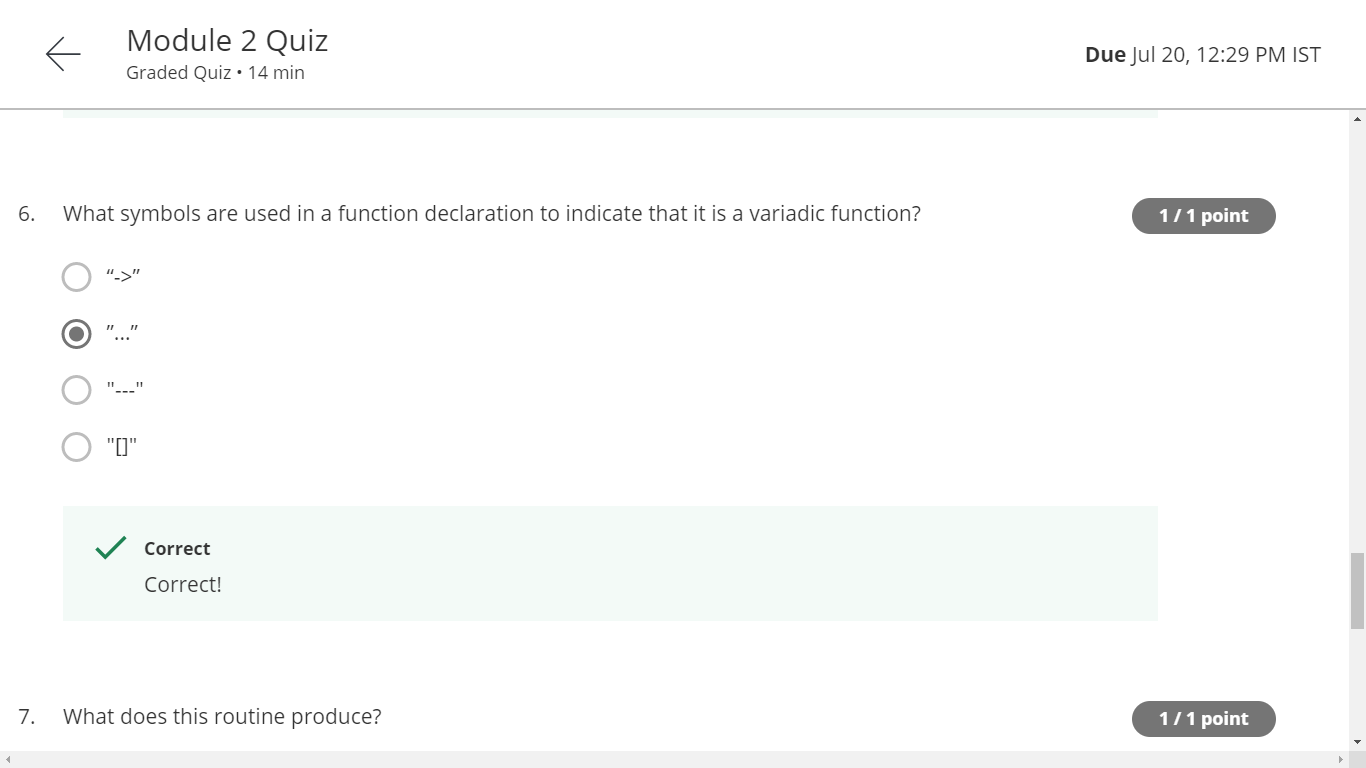 Module 2 Quiz
Graded Quiz • 14 min
Due Jul 20, 12:29 PM IST
6. What symbols are used in a function declaration to indicate that it is a variadic function?
1 / 1 point
“->”
”...”
"---"
"[]"
Correct
Correct!
7. What does this routine produce?
1 / 1 point